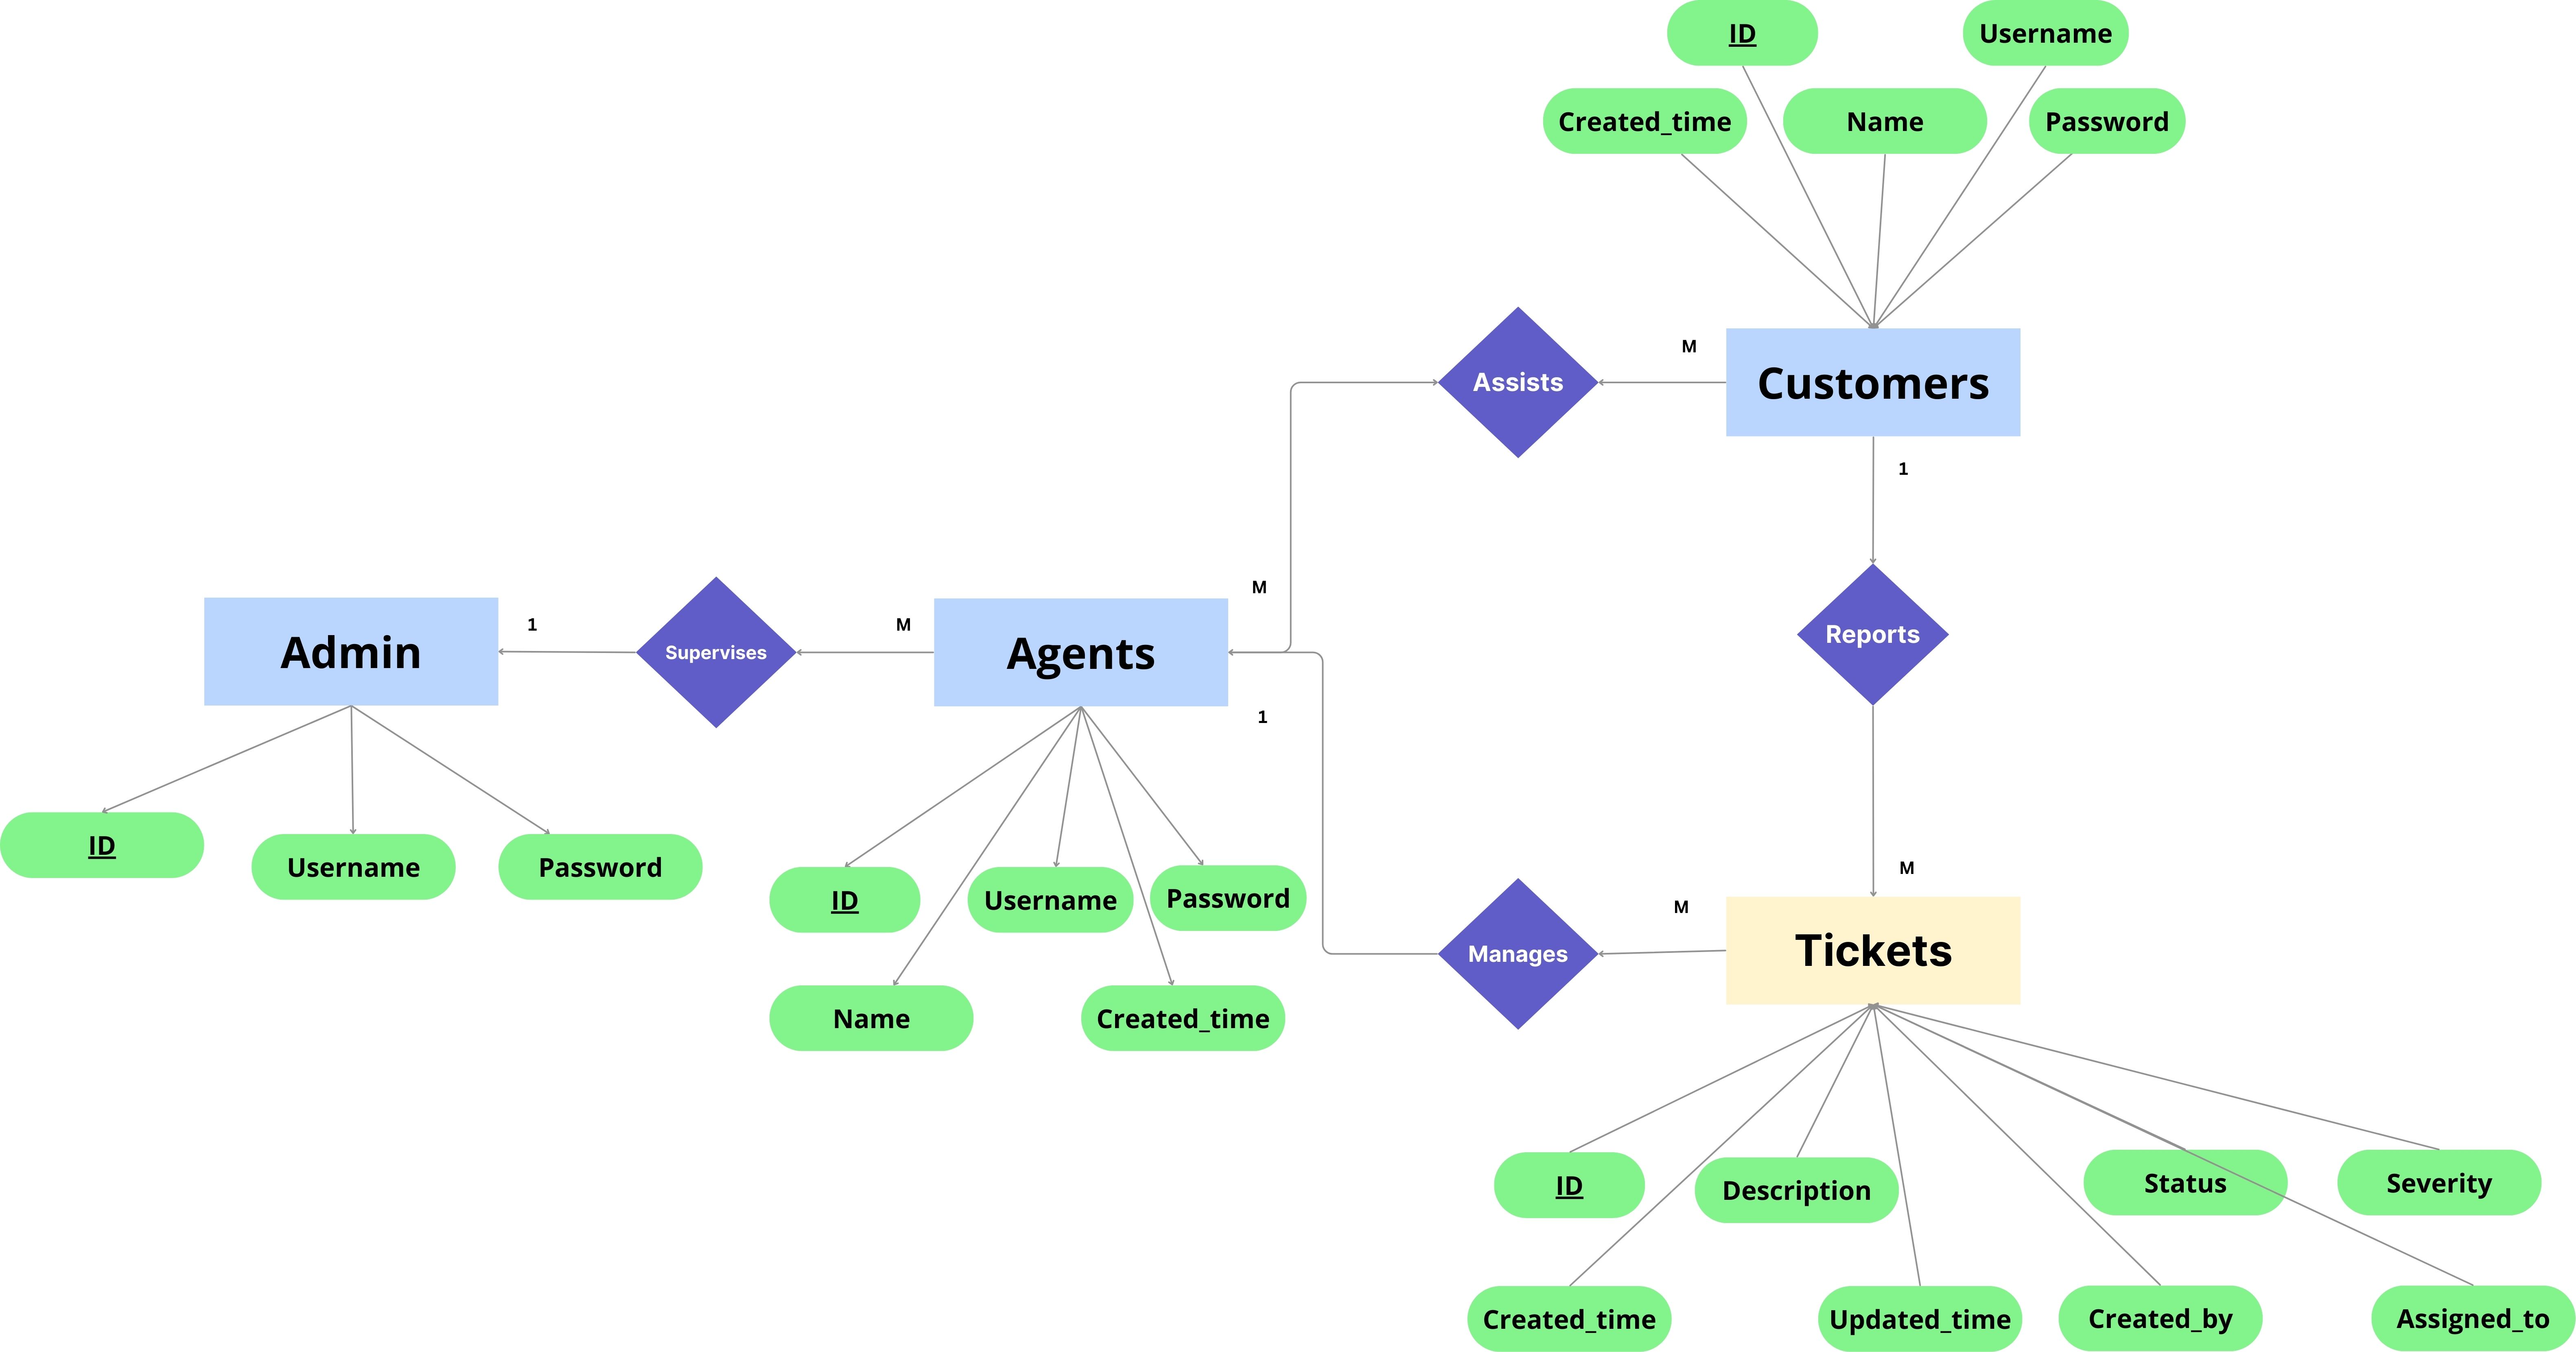 ID
Username
Created_time
Name
Password
M
Assists
Customers
1
M
1
M
Admin
Supervises
Agents
Reports
1
ID
Username
Password
ID
Username
Password
M
M
Name
Created_time
Manages
Tickets
ID
Description
Status
Severity
Created_time
Updated_time
Created_by
Assigned_to